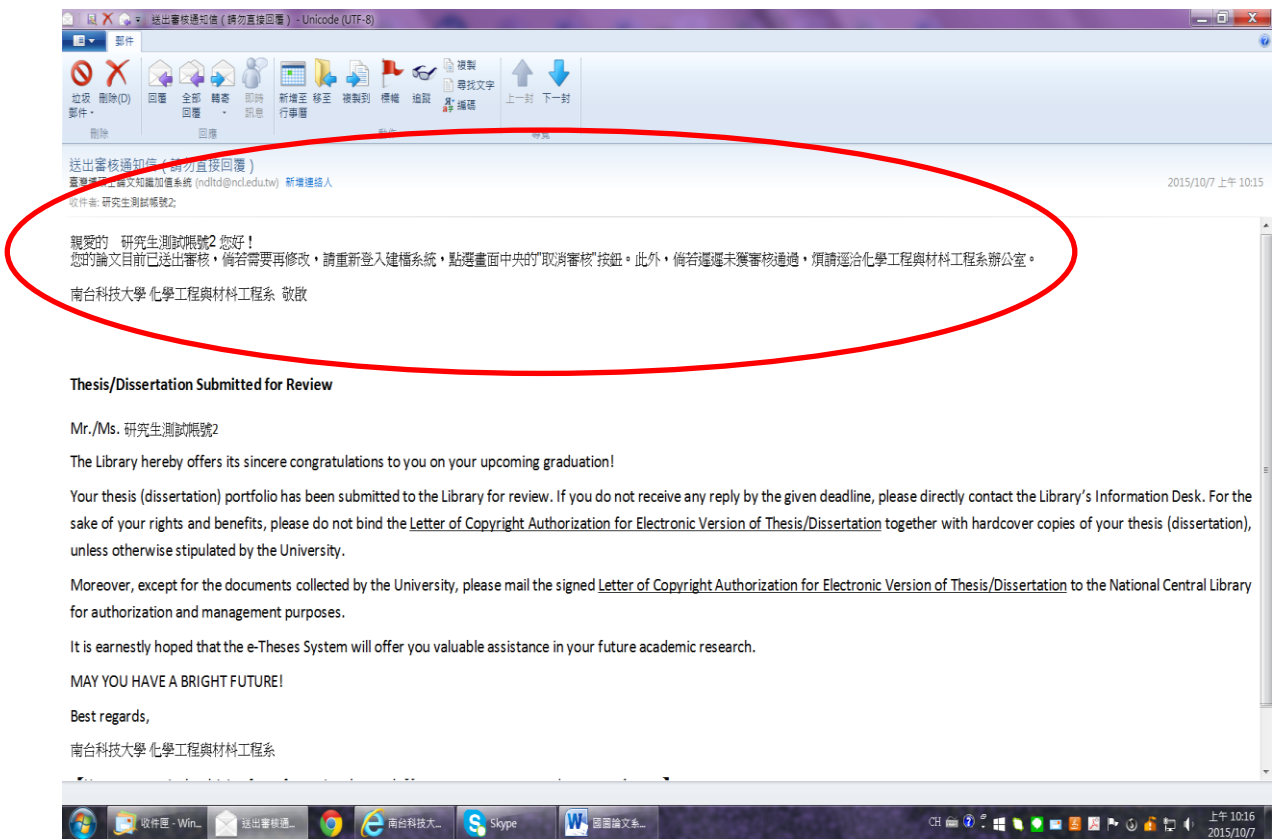 送出審核通知信 ( 請勿直接回覆 ) - Unicode (UTF-8)
郵件
垃圾郵件
刪除(D)
回覆
全部回覆
轉寄
即時訊息
新增至行事曆
移至
複製到
標幟
追蹤
複製
尋找文字
編碼
上一封
下一封
刪除
回應
送出審核通知信 ( 請勿直接回覆 )
(ndltd@ncl.edu.tw) 新增連絡人
2015/10/7 上午 10:15
收件者: 研究生測試帳號2;
親愛的 研究生測試帳號2 您好！
您的論文目前已送出審核，倘若需要再修改，請重新登入建檔系統，點選畫面中央的"取消審核"按鈕。此外，倘若遲遲未獲審核通過，煩請逕洽化學工程與材料工程系辦公室。
南台科技大學 化學工程與材料工程系 敬啟
Thesis/Dissertation Submitted for Review
Mr./Ms. 研究生測試帳號2
The Library hereby offers its sincere congratulations to you on your upcoming graduation!
Your thesis (dissertation) portfolio has been submitted to the Library for review. If you do not receive any reply by the given deadline, please directly contact the Library's Information Desk. For the
sake of your rights and benefits, please do not bind the Letter of Copyright Authorization for Electronic Version of Thesis/Dissertation together with hardcover copies of your thesis (dissertation),
unless otherwise stipulated by the University.
Moreover, except for the documents collected by the University, please mail the signed Letter of Copyright Authorization for Electronic Version of Thesis/Dissertation to the National Central Library
for authorization and management purposes.
It is earnestly hoped that the e-Theses System will offer you valuable assistance in your future academic research.
MAY YOU HAVE A BRIGHT FUTURE!
Best regards,
南台科技大學 化學工程與材料工程系
收件匣 - Win...
送出審核通...
南台科技大...
Skype
圖論文系...
CH
上午 10:16
2015/10/7